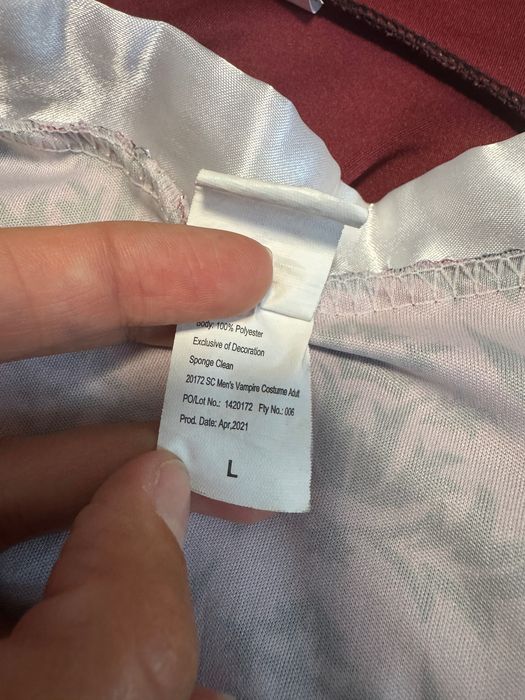 Body: 100% Polyester
Exclusive of Decoration
Sponge Clean
20172 SC Men's Vampire Costume Adult
PO/Lot No.: 1420172 Fty No.: 006
Prod. Date: Apr,2021
L